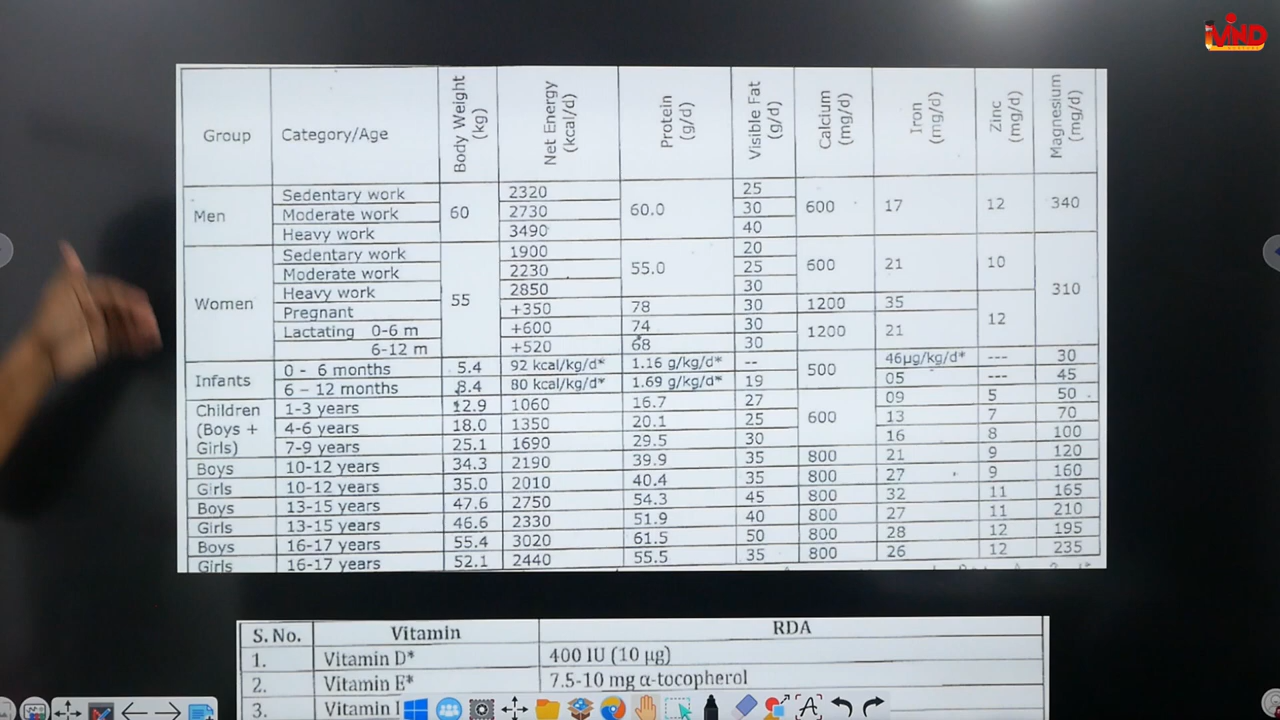 iMIND
Group Category/Age Body Weight (kg) Net Energy (kcal/d) Protein (g/d) Visible Fat (g/d) Calcium (mg/d) Iron (mg/d) Zinc (mg/d) Magnesium (mg/d)
Men Sedentary work 60 2320 60.0 25 600 17 12 340
Moderate work 2730 30
Heavy work 3490 40
Women Sedentary work 55 1900 55.0 20 600 21 10 310
Moderate work 2230 25
Heavy work 2850 30
Pregnant +350 78 30 1200 35 12
Lactating 0-6 m +600 74 30 1200 21
6-12 m +520 68 30
Infants 0 - 6 months 5.4 92 kcal/kg/d* 1.16 g/kg/d* -- 500 46µg/kg/d* --- 30
6 – 12 months 8.4 80 kcal/kg/d* 1.69 g/kg/d* 19 05 --- 45
Children (Boys + Girls) 1-3 years 12.9 1060 16.7 27 600 09 5 50
4-6 years 18.0 1350 20.1 25 13 7 70
7-9 years 25.1 1690 29.5 30 16 8 100
Boys 10-12 years 34.3 2190 39.9 35 800 21 9 120
Girls 10-12 years 35.0 2010 40.4 35 800 27 9 160
Boys 13-15 years 47.6 2750 54.3 45 800 32 11 165
Girls 13-15 years 46.6 2330 51.9 40 800 27 11 210
Boys 16-17 years 55.4 3020 61.5 50 800 28 12 195
Girls 16-17 years 52.1 2440 55.5 35 800 26 12 235
S. No. Vitamin RDA
1. Vitamin D* 400 IU (10 µg)
2. Vitamin E* 7.5-10 mg α-tocopherol
3. Vitamin